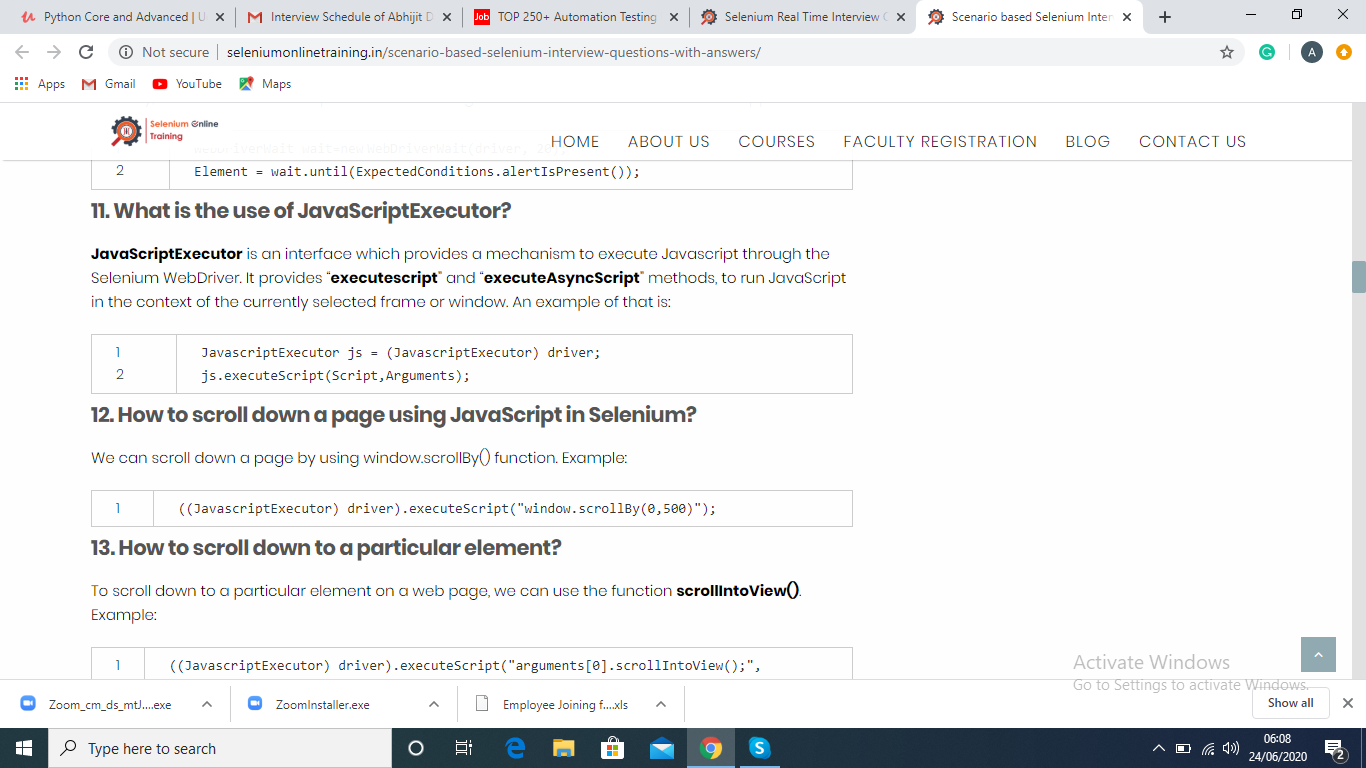 Python Core and Advanced | U
Interview Schedule of Abhijit D
Job TOP 250+ Automation Testing
Selenium Real Time Interview
Scenario based Selenium Inter
Not secure seleniumonlinetraining.in/scenario-based-selenium-interview-questions-with-answers/
A
Apps Gmail YouTube Maps
Selenium Online
Training
HOME ABOUT US COURSES FACULTY REGISTRATION BLOG CONTACT US
2 Element = wait.until(ExpectedConditions.alertIsPresent());
11. What is the use of JavaScriptExecutor?
JavaScriptExecutor is an interface which provides a mechanism to execute Javascript through the
Selenium WebDriver. It provides “executescript” and “executeAsyncScript” methods, to run JavaScript
in the context of the currently selected frame or window. An example of that is:
1 JavascriptExecutor js = (JavascriptExecutor) driver;
2 js.executeScript(Script,Arguments);
12. How to scroll down a page using JavaScript in Selenium?
We can scroll down a page by using window.scrollBy() function. Example:
1 ((JavascriptExecutor) driver).executeScript("window.scrollBy(0,500)");
13. How to scroll down to a particular element?
To scroll down to a particular element on a web page, we can use the function scrollIntoView().
Example:
1 ((JavascriptExecutor) driver).executeScript("arguments[0].scrollIntoView();",
Activate Windows
Go to Settings to activate Windows.
Zoom_cm_ds_mtJ....exe
ZoomInstaller.exe
Employee Joining f....xls
Show all
Type here to search
06:08
24/06/2020
2